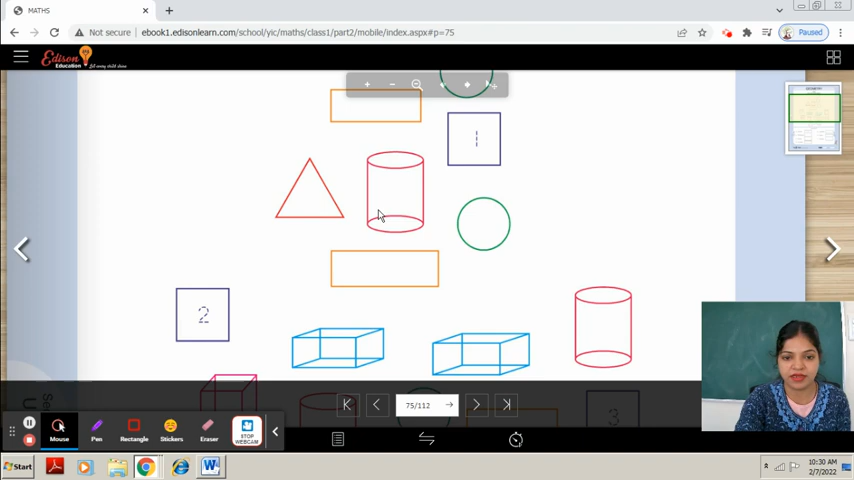 MATHS
Not secure
ebook1.edisonlearn.com/school/yic/maths/class1/part2/mobile/index.aspx#p=75
Paused
Edison
Education
1
2
3
75/112
Mouse
Pen
Rectangle
Stickers
Eraser
STOP
WEBCAM
Start
10:30 AM
2/7/2022